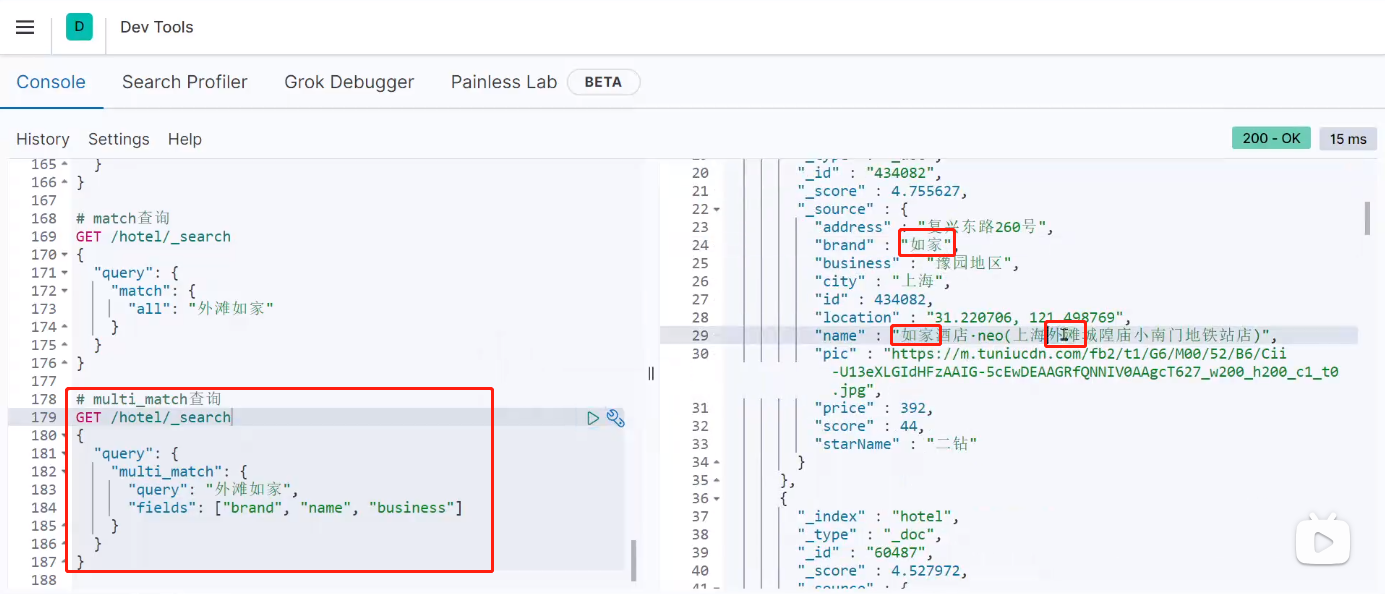 D Dev Tools
Console Search Profiler Grok Debugger Painless Lab BETA
History Settings Help 200 - OK 15 ms
165 }
166 }
167
168 # match查询
169 GET /hotel/_search
170 {
171 "query": {
172 "match": {
173 "all": "外滩如家"
174 }
175 }
176 }
177
178 # multi_match查询
179 GET /hotel/_search
180 {
181 "query": {
182 "multi_match": {
183 "query": "外滩如家",
184 "fields": ["brand", "name", "business"]
185 }
186 }
187 }
188
20 "_id" : "434082",
21 "_score" : 4.755627,
22 "_source" : {
23 "address" : "复兴东路260号",
24 "brand" : "如家",
25 "business" : "豫园地区",
26 "city" : "上海",
27 "id" : 434082,
28 "location" : "31.220706, 121.498769",
29 "name" : "如家酒店·neo(上海外滩城隍庙小南门地铁站店)",
30 "pic" : "https://m.tuniucdn.com/fb2/t1/G6/M00/52/B6/Cii
-U13eXLGIdHFzAAIG-5cEwDEAAGRfQNNIV0AAgcT627_w200_h200_c1_t0
.jpg",
31 "price" : 392,
32 "score" : 44,
33 "starName" : "二钻"
34 }
35 },
36 {
37 "_index" : "hotel",
38 "_type" : "_doc",
39 "_id" : "60487",
40 "_score" : 4.527972,
41 "_source" : {